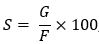 S = G/F × 100